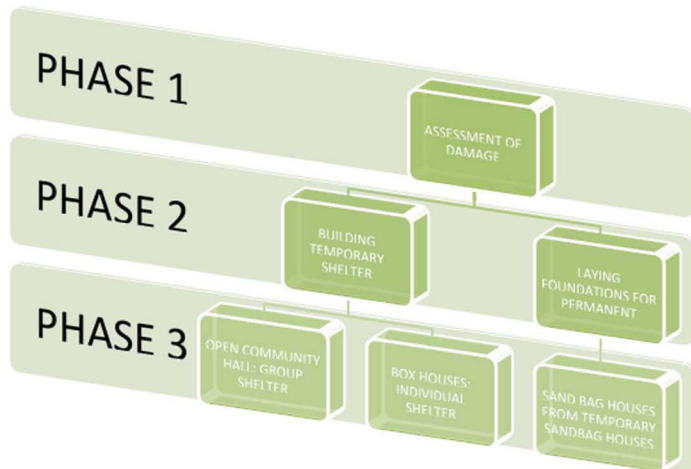 PHASE 1
ASSESSMENT OF
DAMAGE
PHASE 2
BUILDING
TEMPORARY
SHELTER
LAYING
FOUNDATIONS FOR
PERMANENT
PHASE 3
OPEN COMMUNITY
HALL: GROUP
SHELTER
BOX HOUSES:
INDIVIDUAL
SHELTER
SAND BAG HOUSES
FROM TEMPORARY
SANDBAG HOUSES